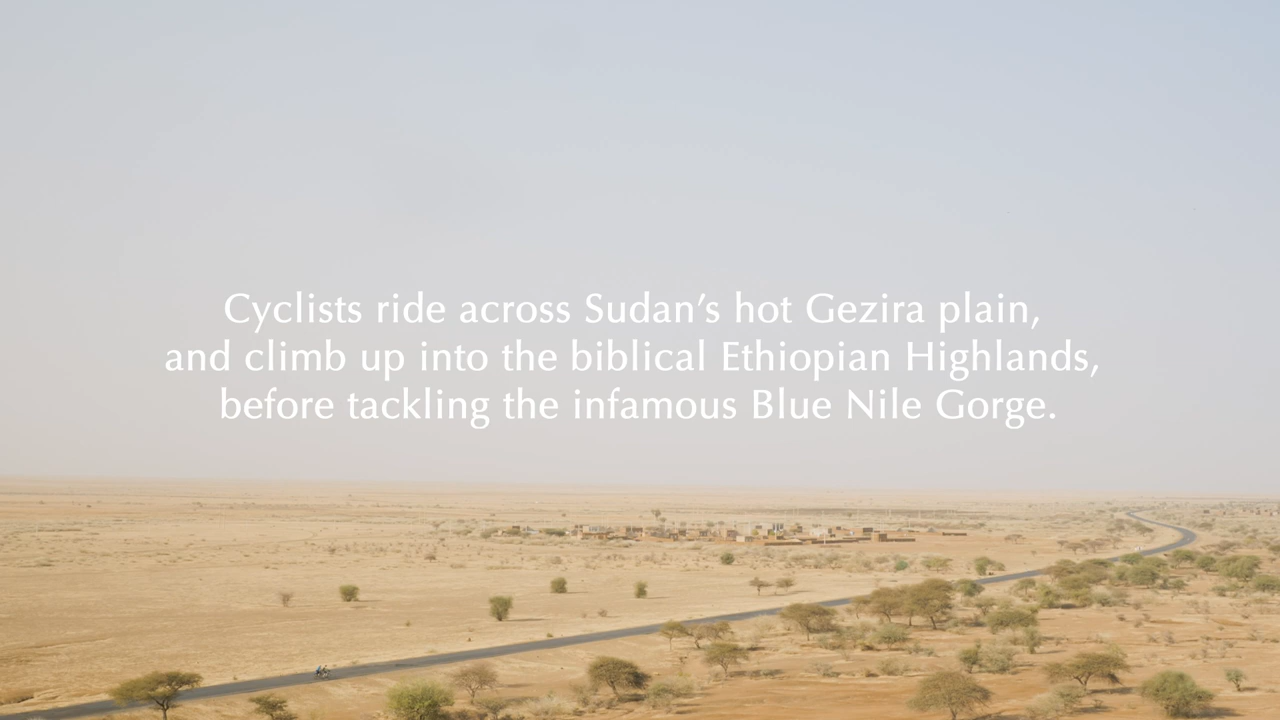 Cyclists ride across Sudan’s hot Gezira plain,
and climb up into the biblical Ethiopian Highlands,
before tackling the infamous Blue Nile Gorge.